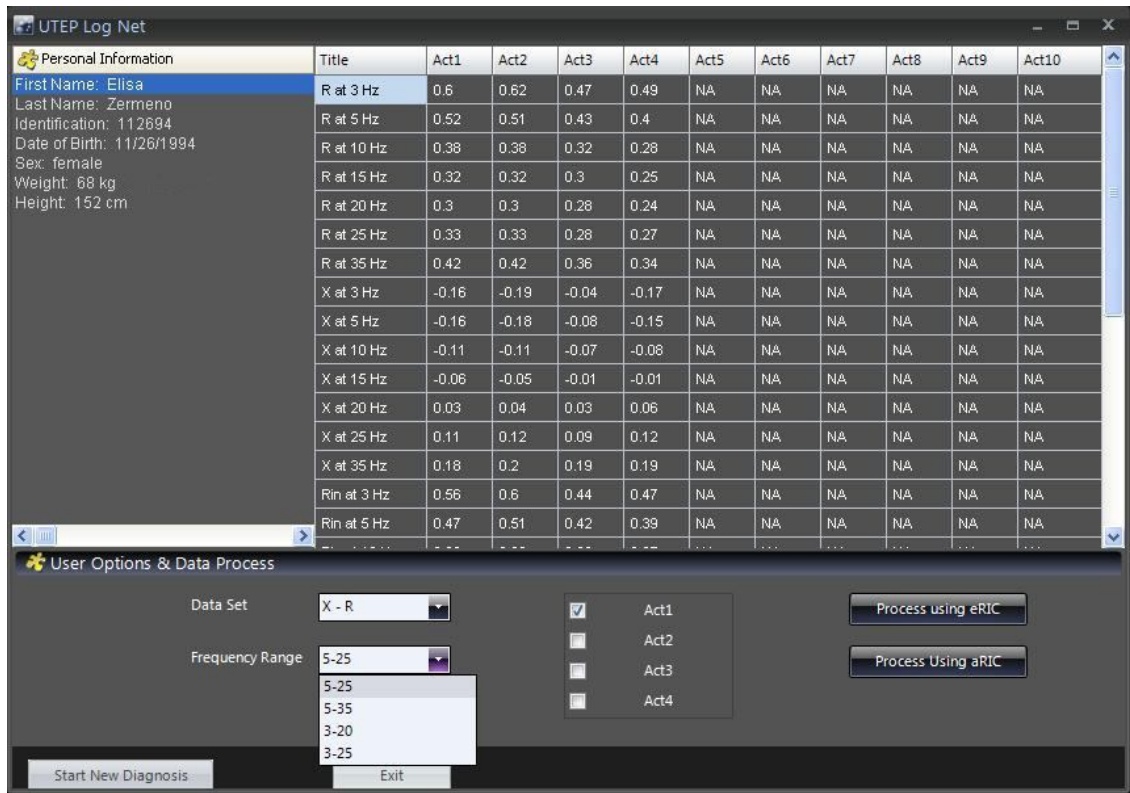 UTEP Log Net
Personal Information
First Name: Elisa
Last Name: Zermeno
Identification: 112694
Date of Birth: 11/26/1994
Sex: female
Weight: 68 kg
Height: 152 cm
Title Act1 Act2 Act3 Act4 Act5 Act6 Act7 Act8 Act9 Act10
R at 3 Hz 0.6 0.62 0.47 0.49 NA NA NA NA NA NA
R at 5 Hz 0.52 0.51 0.43 0.4 NA NA NA NA NA NA
R at 10 Hz 0.38 0.38 0.32 0.28 NA NA NA NA NA NA
R at 15 Hz 0.32 0.32 0.3 0.25 NA NA NA NA NA NA
R at 20 Hz 0.3 0.3 0.28 0.24 NA NA NA NA NA NA
R at 25 Hz 0.33 0.33 0.28 0.27 NA NA NA NA NA NA
R at 35 Hz 0.42 0.42 0.36 0.34 NA NA NA NA NA NA
X at 3 Hz -0.16 -0.19 -0.04 -0.17 NA NA NA NA NA NA
X at 5 Hz -0.16 -0.18 -0.08 -0.15 NA NA NA NA NA NA
X at 10 Hz -0.11 -0.11 -0.07 -0.08 NA NA NA NA NA NA
X at 15 Hz -0.06 -0.05 -0.01 -0.01 NA NA NA NA NA NA
X at 20 Hz 0.03 0.04 0.03 0.06 NA NA NA NA NA NA
X at 25 Hz 0.11 0.12 0.09 0.12 NA NA NA NA NA NA
X at 35 Hz 0.18 0.2 0.19 0.19 NA NA NA NA NA NA
Rin at 3 Hz 0.56 0.6 0.44 0.47 NA NA NA NA NA NA
Rin at 5 Hz 0.47 0.51 0.42 0.39 NA NA NA NA NA NA
User Options & Data Process
Data Set X - R
Frequency Range 5-25
5-25
5-35
3-20
3-25
Act1
Act2
Act3
Act4
Process using eRIC
Process Using aRIC
Start New Diagnosis
Exit